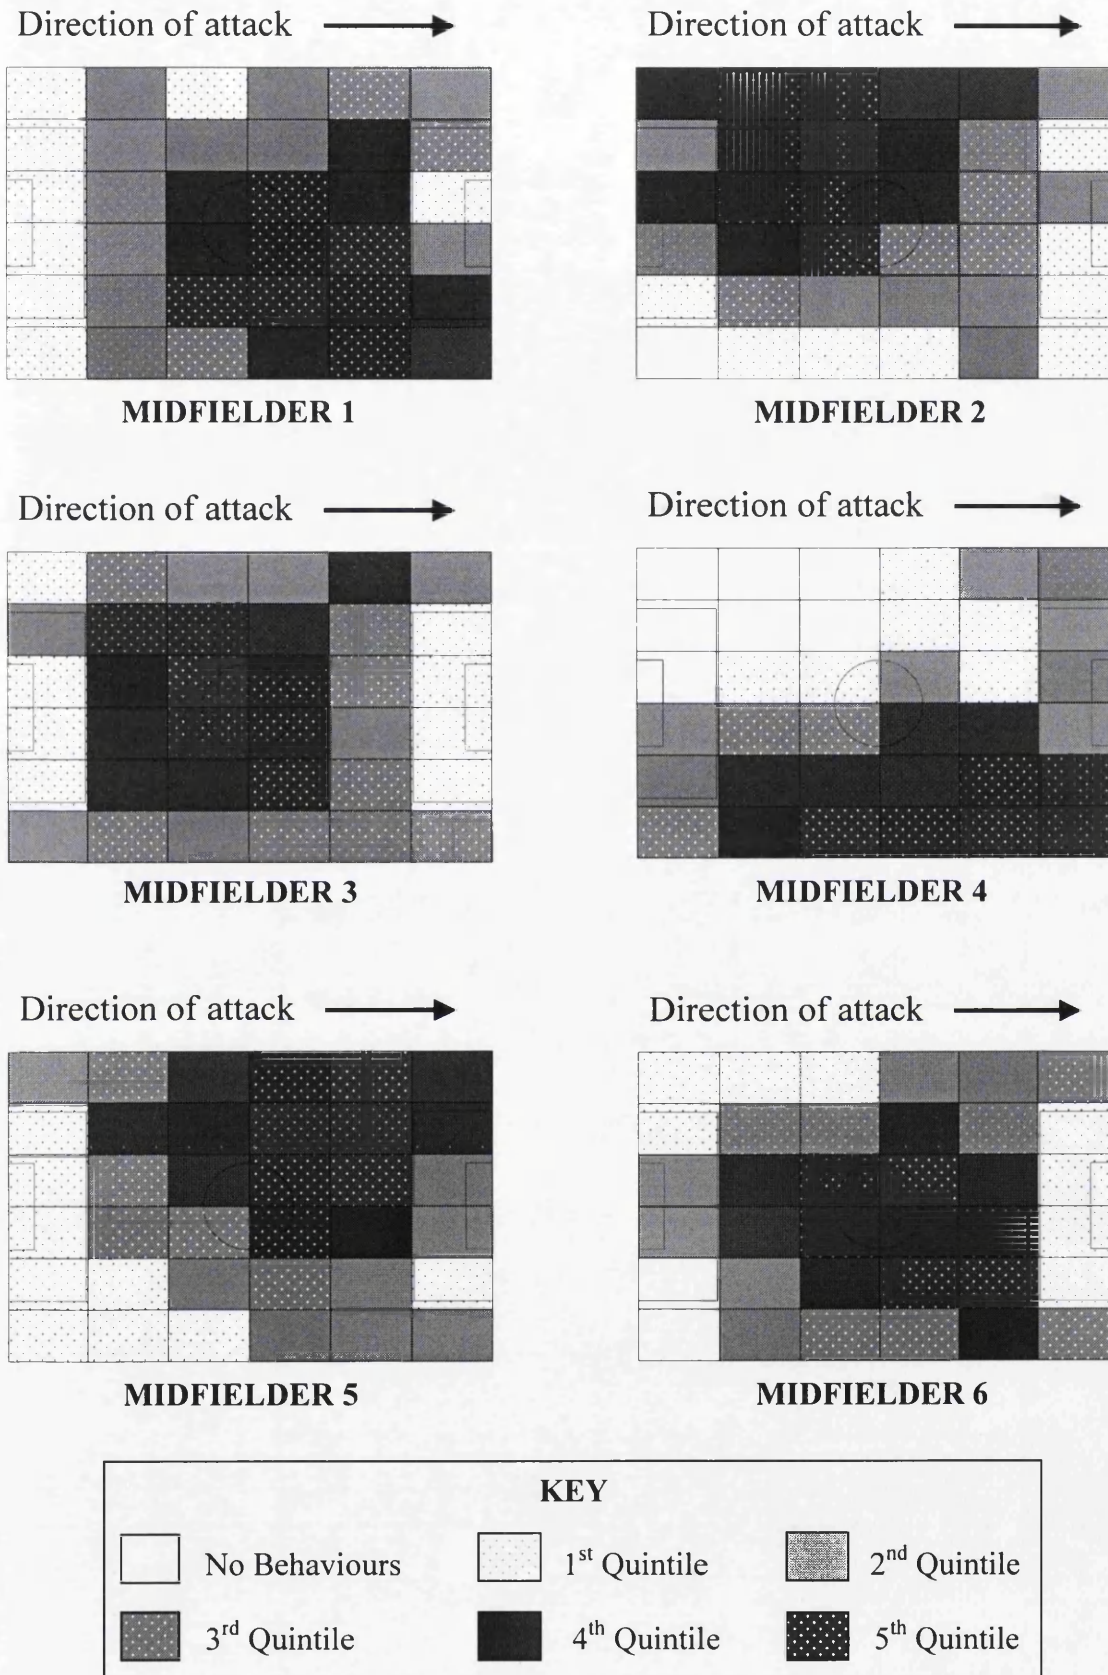 Direction of attack Direction of attack
MIDFIELDER 1 MIDFIELDER 2
Direction of attack Direction of attack
MIDFIELDER 3 MIDFIELDER 4
Direction of attack Direction of attack
MIDFIELDER 5 MIDFIELDER 6
KEY
No Behaviours 1st Quintile 2nd Quintile
3rd Quintile 4th Quintile 5th Quintile